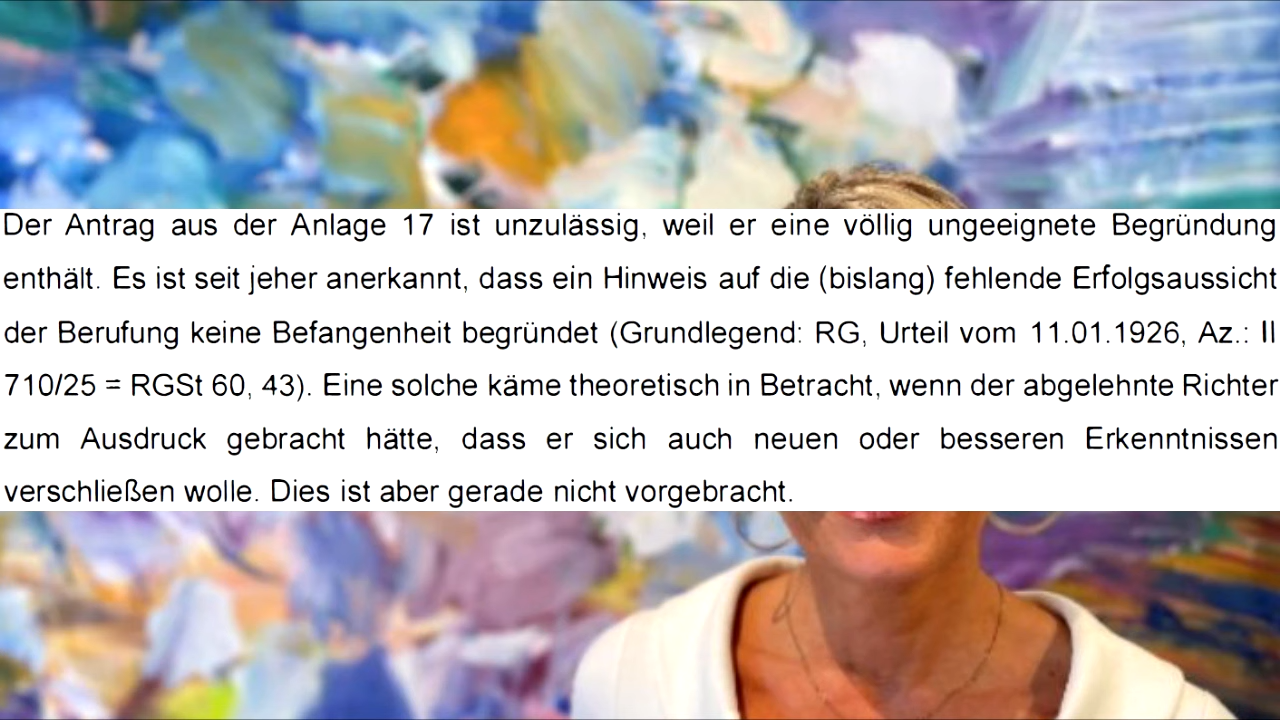 Der Antrag aus der Anlage 17 ist unzulässig, weil er eine völlig ungeeignete Begründung
enthält. Es ist seit jeher anerkannt, dass ein Hinweis auf die (bislang) fehlende Erfolgsaussicht
der Berufung keine Befangenheit begründet (Grundlegend: RG, Urteil vom 11.01.1926, Az.: II
710/25 = RGSt 60, 43). Eine solche käme theoretisch in Betracht, wenn der abgelehnte Richter
zum Ausdruck gebracht hätte, dass er sich auch neuen oder besseren Erkenntnissen
verschließen wolle. Dies ist aber gerade nicht vorgebracht.